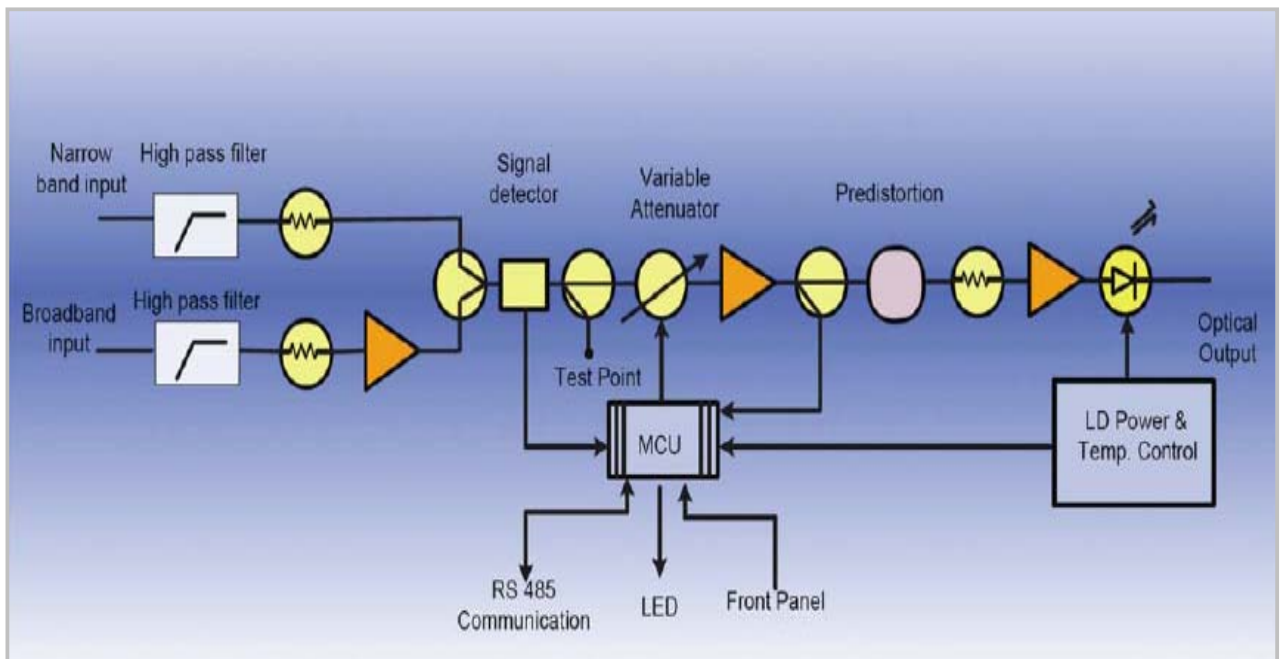 Narrow
band input
High pass filter
Signal
detector
Variable
Attenuator
Predistortion
Broadband
input
High pass filter
Test Point
Optical
Output
MCU
LD Power &
Temp. Control
RS 485
Communication
LED
Front Panel